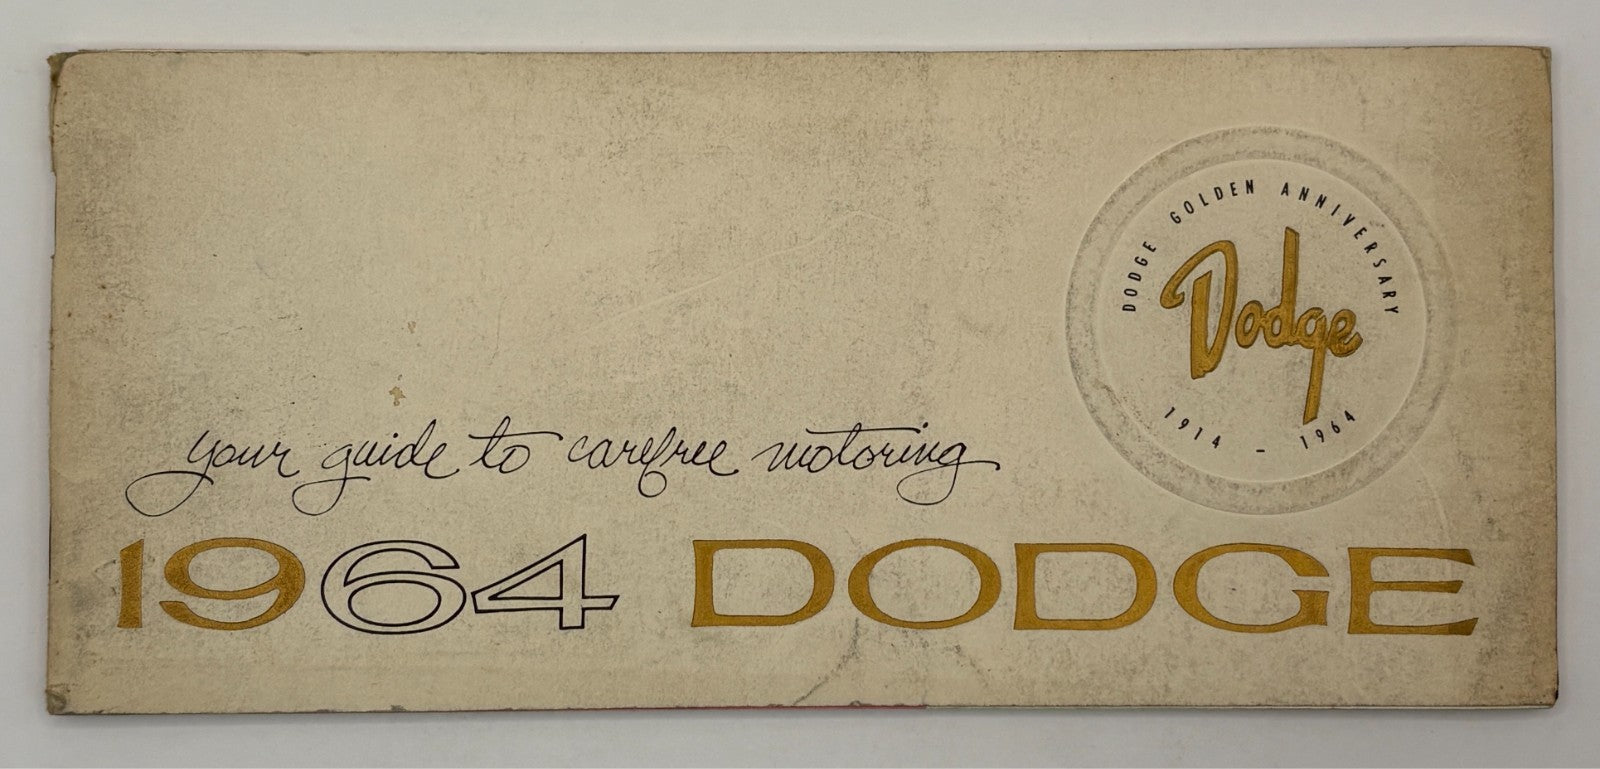 DODGE GOLDEN ANNIVERSARY
Dodge
1914 - 1964
your guide to carefree motoring
1964 DODGE